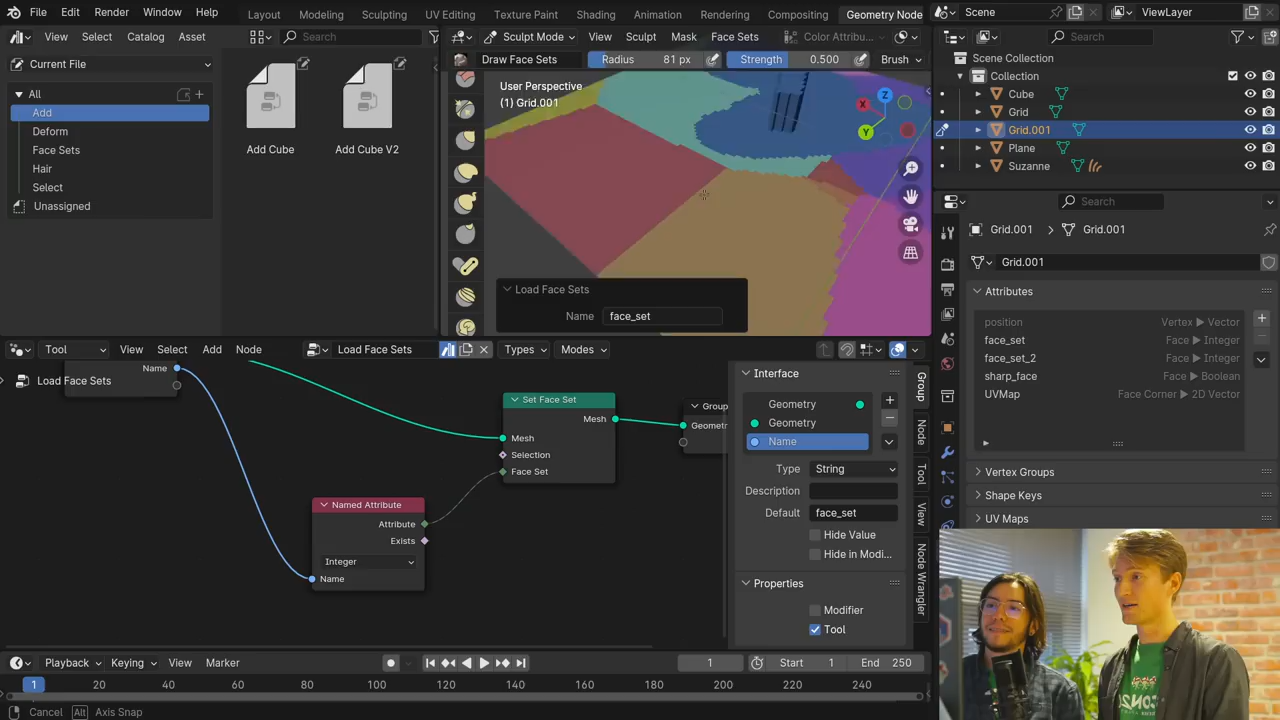 File Edit Render Window Help
Layout Modeling Sculpting UV Editing Texture Paint Shading Animation Rendering Compositing Geometry Node
Scene
ViewLayer
View Select Catalog Asset
Search
Sculpt Mode
View Sculpt Mask Face Sets
Color Attribu...
Search
Current File
Draw Face Sets
Radius 81 px
Strength 0.500
Brush
Scene Collection
Collection
Cube
Grid
Grid.001
Plane
Suzanne
All
Add
Deform
Face Sets
Hair
Select
Unassigned
Add Cube
Add Cube V2
User Perspective
(1) Grid.001
X
Y
Z
Load Face Sets
Name face_set
Search
Grid.001
Grid.001
Grid.001
Attributes
position Vertex ▸ Vector
face_set Face ▸ Integer
face_set_2 Face ▸ Integer
sharp_face Face ▸ Boolean
UVMap Face Corner ▸ 2D Vector
Vertex Groups
Shape Keys
UV Maps
Tool
View Select Add Node
Load Face Sets
Types
Modes
Load Face Sets
Name
Set Face Set
Mesh
Mesh
Selection
Face Set
Group
Geometr
Named Attribute
Attribute
Exists
Integer
Name
Interface
Geometry
Geometry
Name
Type String
Description
Default face_set
Hide Value
Hide in Modi...
Properties
Modifier
Tool
Group
Node
Tool
View
Node Wrangler
Playback Keying View Marker
1
Start 1
End 250
1 20 40 60 80 100 120 140 160 180 200 220 240
Cancel Alt Axis Snap